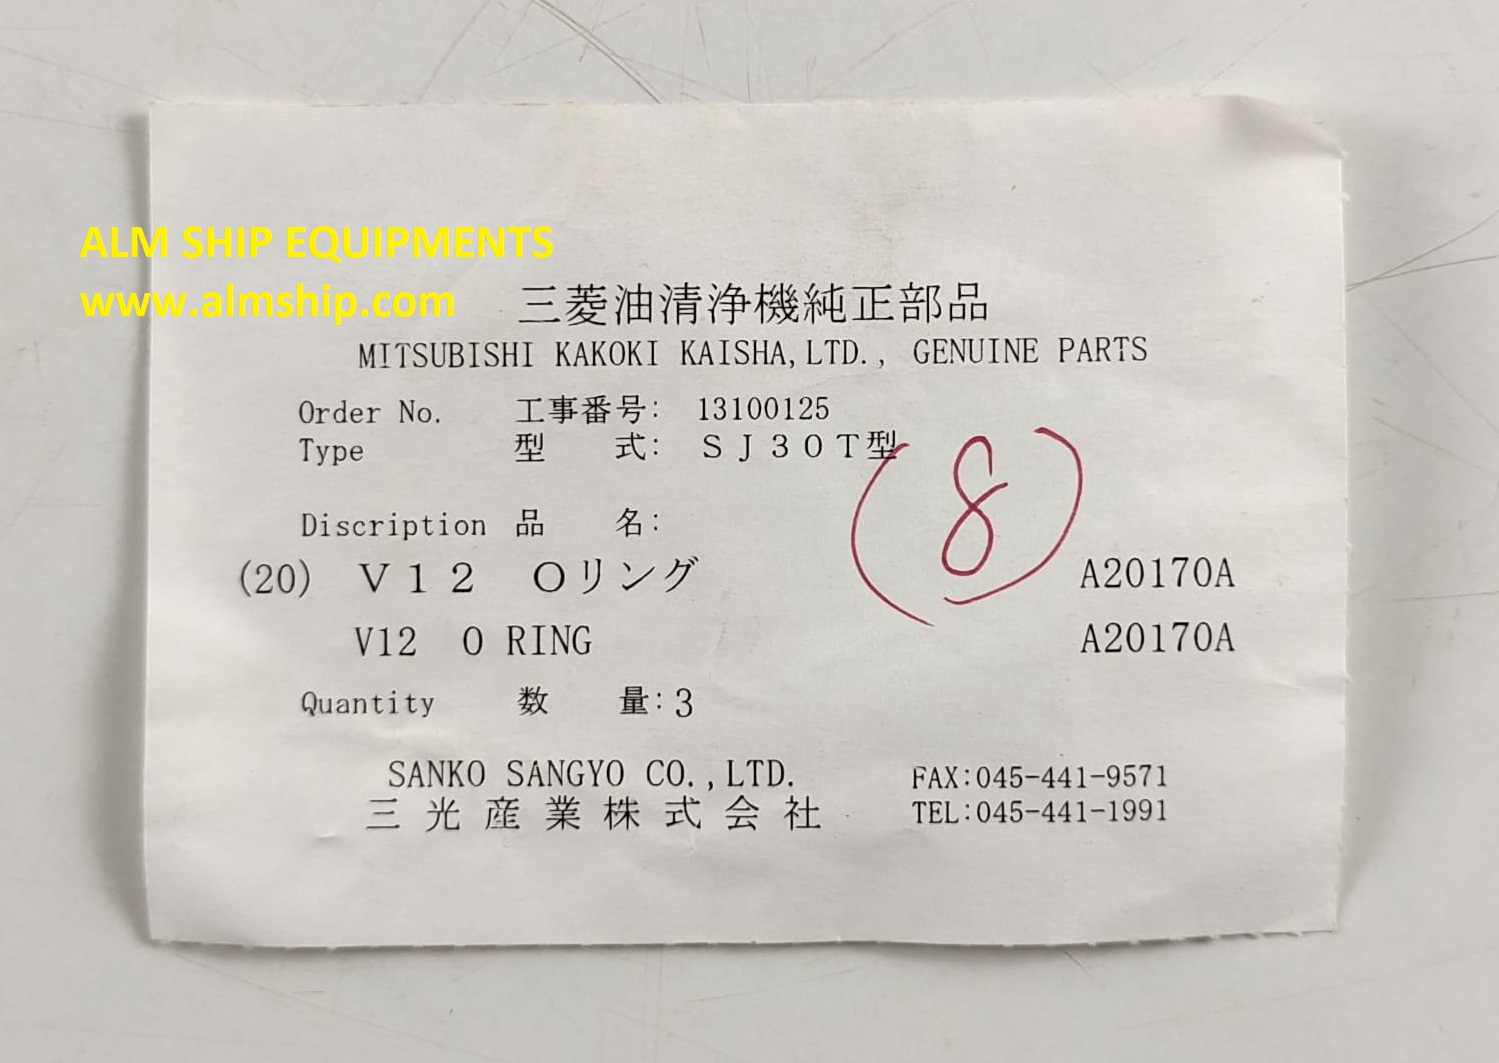 ALM SHIP EQUIPMENTS
www.almship.com
三菱油清浄機純正部品
MITSUBISHI KAKOKI KAISHA,LTD., GENUINE PARTS
Order No. 工事番号: 13100125
Type 型 式: ＳＪ３０Ｔ型
(8)
Discription 品 名:
(20) Ｖ１２ Ｏリング A20170A
V12 O RING A20170A
Quantity 数 量:3
SANKO SANGYO CO.,LTD. FAX:045-441-9571
三光産業株式会社 TEL:045-441-1991